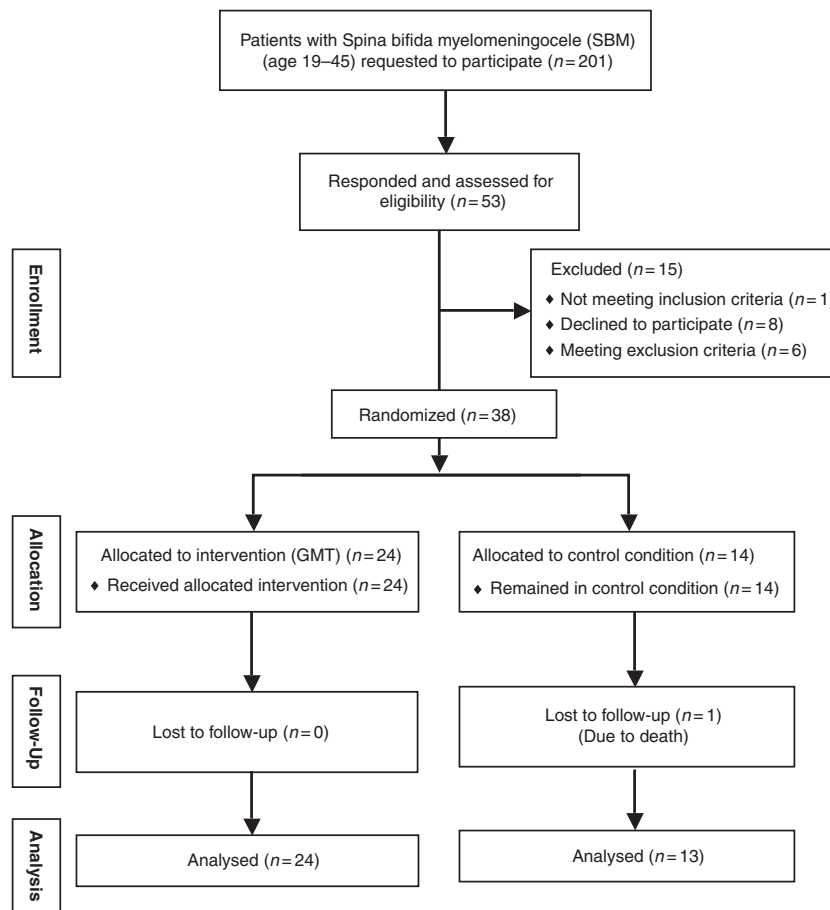 Patients with Spina bifida myelomeningocele (SBM)
(age 19–45) requested to participate (n=201)
Responded and assessed for
eligibility (n=53)
Enrollment
Excluded (n=15)
♦ Not meeting inclusion criteria (n=1
♦ Declined to participate (n=8)
♦ Meeting exclusion criteria (n=6)
Randomized (n=38)
Allocation
Allocated to intervention (GMT) (n=24)
♦ Received allocated intervention (n=24)
Allocated to control condition (n=14)
♦ Remained in control condition (n=14)
Follow-Up
Lost to follow-up (n=0)
Lost to follow-up (n=1)
(Due to death)
Analysis
Analysed (n=24)
Analysed (n=13)